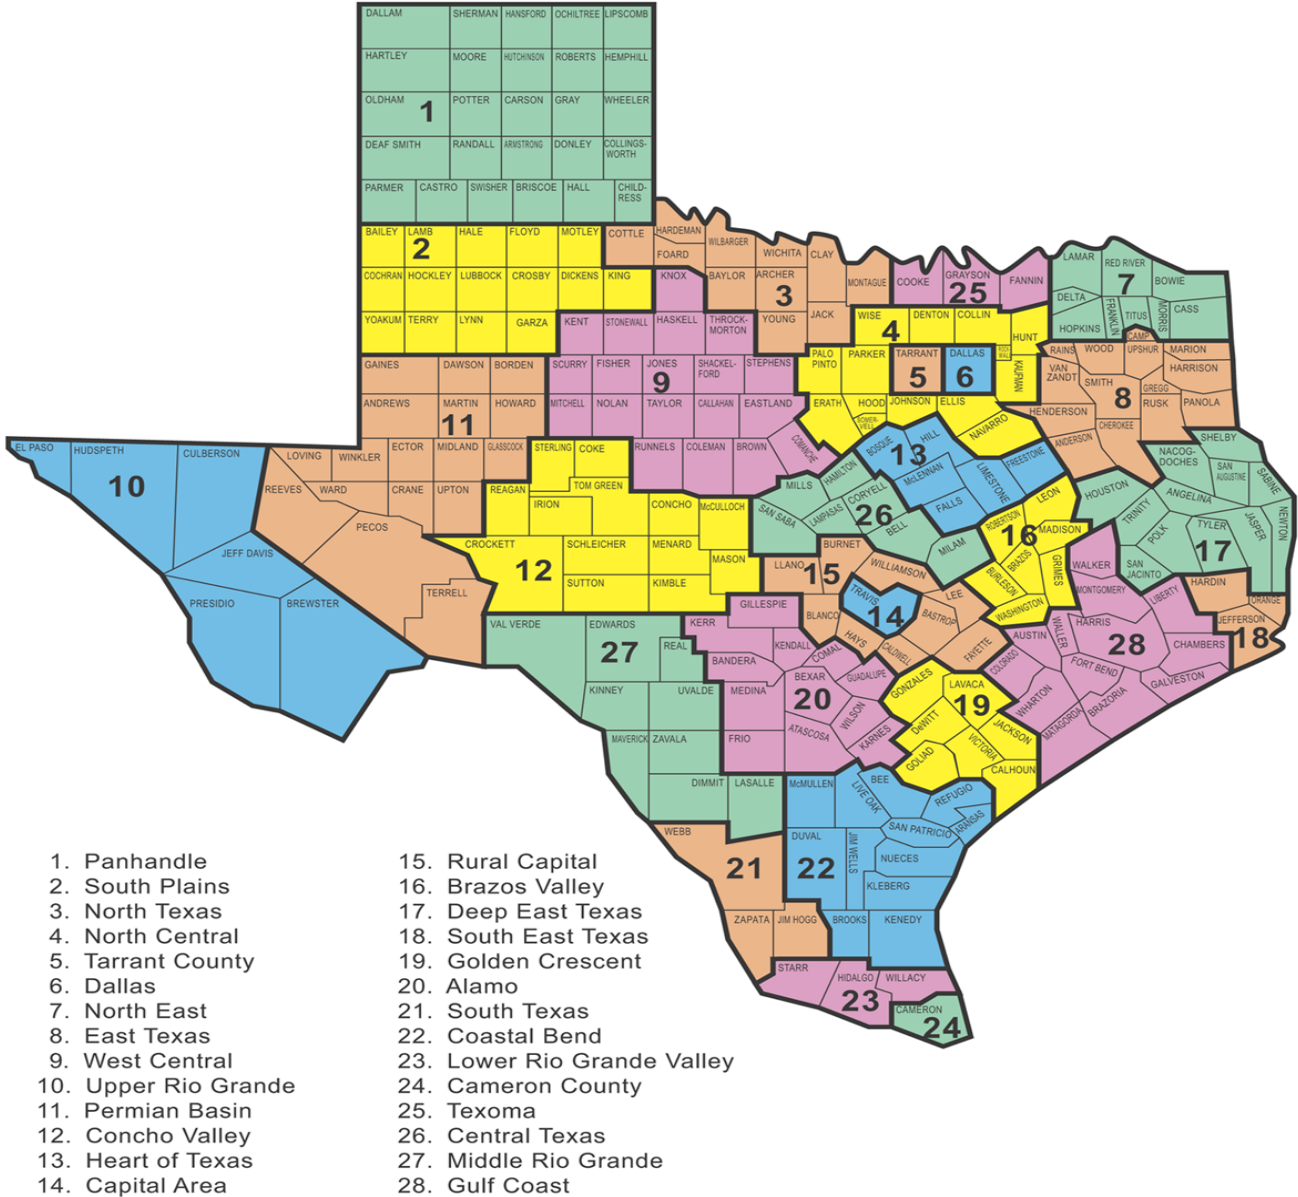 DALLAM SHERMAN HANSFORD OCHILTREE LIPSCOMB
HARTLEY MOORE HUTCHINSON ROBERTS HEMPHILL
OLDHAM 1 POTTER CARSON GRAY WHEELER
DEAF SMITH RANDALL ARMSTRONG DONLEY COLLINGS-
WORTH
PARMER CASTRO SWISHER BRISCOE HALL CHILD-
RESS
BAILEY LAMB HALE FLOYD MOTLEY COTTLE HARDEMAN
2
FOARD WILBARGER WICHITA CLAY
COCHRAN HOCKLEY LUBBOCK CROSBY DICKENS KING KNOX BAYLOR ARCHER MONTAGUE
3
YOAKUM TERRY LYNN GARZA KENT STONEWALL HASKELL THROCK-
MORTON YOUNG JACK
COOKE GRAYSON FANNIN
25
LAMAR RED RIVER BOWIE
7
DELTA FRANKLIN TITUS MORRIS CASS
HOPKINS CAMP
WISE DENTON COLLIN HUNT
4
PALO
PINTO PARKER TARRANT DALLAS ROCK-
WALL KAUFMAN
5 6
ERATH HOOD JOHNSON ELLIS
SOMER-
VELL NAVARRO
RAINS WOOD UPSHUR MARION
VAN
ZANDT SMITH GREGG HARRISON
8 RUSK PANOLA
HENDERSON CHEROKEE
ANDERSON
GAINES DAWSON BORDEN SCURRY FISHER JONES SHACKEL-
FORD STEPHENS
9
ANDREWS MARTIN HOWARD MITCHELL NOLAN TAYLOR CALLAHAN EASTLAND
11
COMANCHE
EL PASO HUDSPETH CULBERSON LOVING WINKLER ECTOR MIDLAND GLASSCOCK STERLING COKE RUNNELS COLEMAN BROWN
10
REEVES WARD CRANE UPTON REAGAN TOM GREEN
IRION CONCHO McCULLOCH
PECOS
JEFF DAVIS CROCKETT SCHLEICHER MENARD MASON
12
SUTTON KIMBLE
PRESIDIO BREWSTER TERRELL
BOSQUE HILL
13 FREESTONE
McLENNAN LIMESTONE
FALLS
MILLS HAMILTON
CORYELL
SAN SABA LAMPASAS 26
BELL
MILAM
LEON
ROBERTSON
16 MADISON
BRAZOS
BURLESON GRIMES
WASHINGTON
SHELBY
NACOG-
DOCHES SAN
AUGUSTINE SABINE
HOUSTON ANGELINA
TRINITY NEWTON
POLK TYLER JASPER
17
SAN
JACINTO
HARDIN ORANGE
JEFFERSON
18
BURNET
LLANO 15 WILLIAMSON
TRAVIS LEE
14
BLANCO BASTROP
HAYS CALDWELL FAYETTE
WALKER
MONTGOMERY LIBERTY
WALLER HARRIS
AUSTIN 28 CHAMBERS
COLORADO FORT BEND GALVESTON
WHARTON BRAZORIA
MATAGORDA
VAL VERDE EDWARDS
27 REAL
KINNEY UVALDE
MAVERICK ZAVALA
DIMMIT LASALLE
GILLESPIE
KERR
KENDALL COMAL
BANDERA
BEXAR GUADALUPE
MEDINA 20 WILSON
FRIO ATASCOSA KARNES
GONZALES LAVACA
19
DeWITT JACKSON
VICTORIA
GOLIAD CALHOUN
McMULLEN LIVE OAK BEE
REFUGIO
SAN PATRICIO ARANSAS
DUVAL JIM WELLS
22 NUECES
KLEBERG
BROOKS KENEDY
WEBB
21
ZAPATA JIM HOGG
STARR HIDALGO WILLACY
23
CAMERON
24
1. Panhandle
2. South Plains
3. North Texas
4. North Central
5. Tarrant County
6. Dallas
7. North East
8. East Texas
9. West Central
10. Upper Rio Grande
11. Permian Basin
12. Concho Valley
13. Heart of Texas
14. Capital Area
15. Rural Capital
16. Brazos Valley
17. Deep East Texas
18. South East Texas
19. Golden Crescent
20. Alamo
21. South Texas
22. Coastal Bend
23. Lower Rio Grande Valley
24. Cameron County
25. Texoma
26. Central Texas
27. Middle Rio Grande
28. Gulf Coast